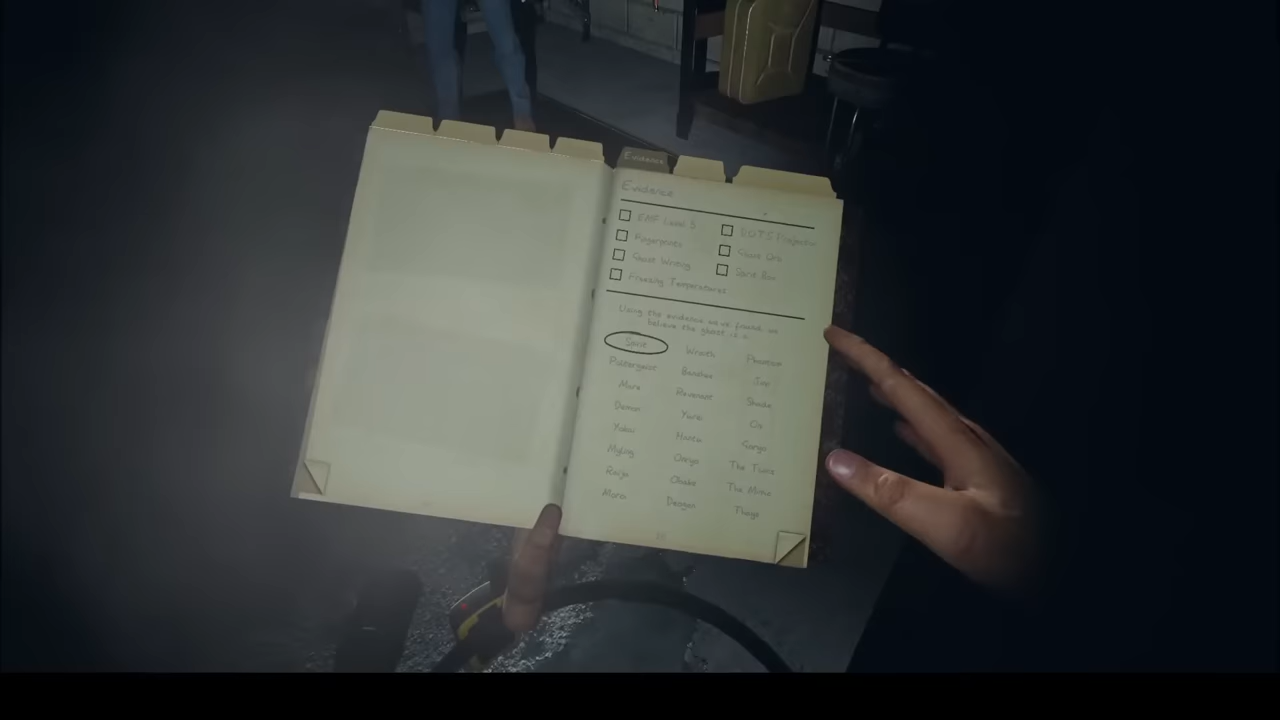 Evidence
Evidence
EMF Level 5
D.O.T.S Projector
Fingerprints
Ghost Orb
Ghost Writing
Spirit Box
Freezing Temperatures
Using the evidence we've found, we
believe the ghost is a:
Spirit Wraith Phantom
Poltergeist Banshee Jinn
Mare Revenant Shade
Demon Yurei Oni
Yokai Hantu Goryo
Myling Onryo The Twins
Raiju Obake The Mimic
Moroi Deogen Thaye